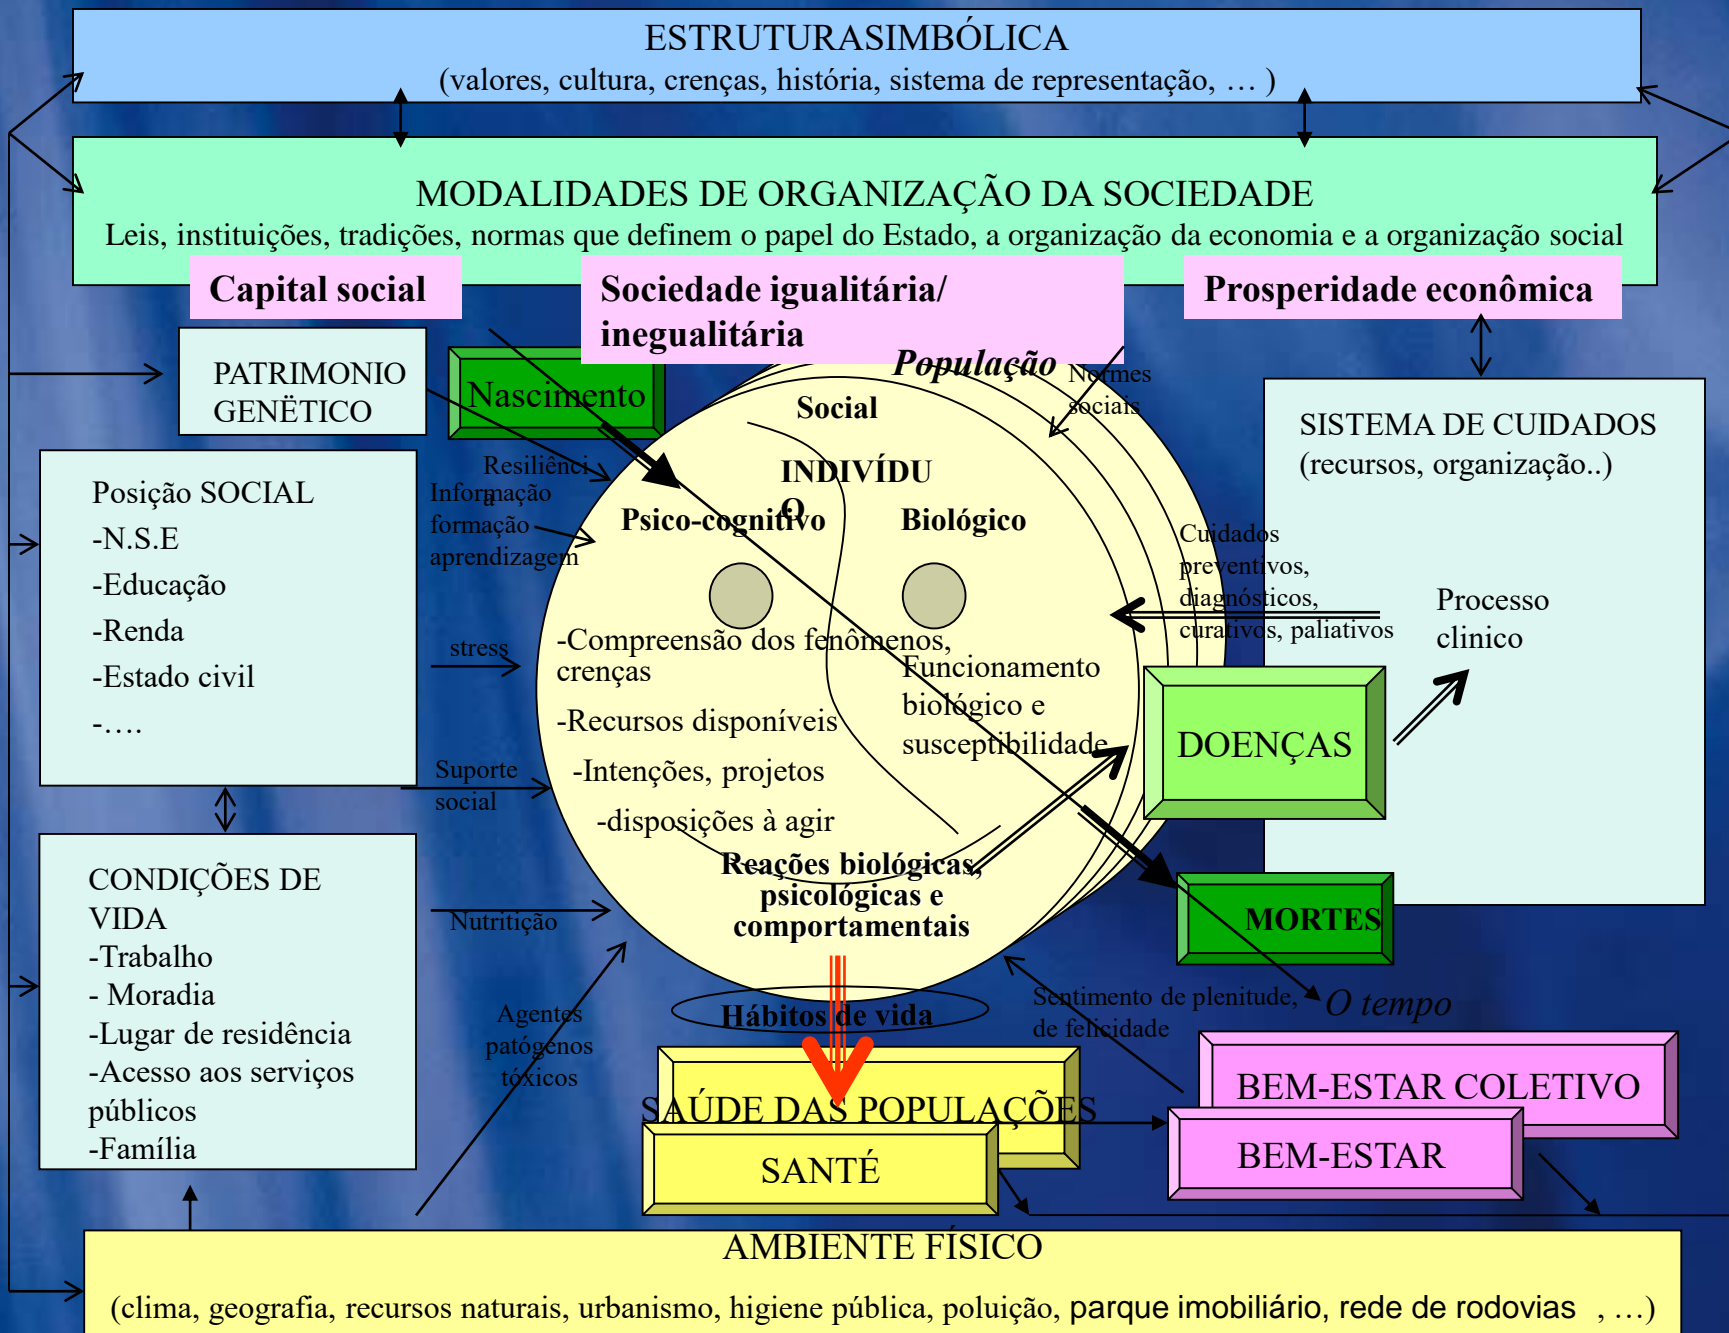 ESTRUTURASIMBÓLICA
(valores, cultura, crenças, história, sistema de representação, … )
MODALIDADES DE ORGANIZAÇÃO DA SOCIEDADE
Leis, instituições, tradições, normas que definem o papel do Estado, a organização da economia e a organização social
Capital social
Sociedade igualitária/
inegualitária
Prosperidade econômica
PATRIMONIO
GENËTICO
Nascimento
População
Normes
sociais
Social
INDIVÍDU
O
Psico-cognitivo
Biológico
Resiliênci
a
Informação
formação
aprendizagem
SISTEMA DE CUIDADOS
(recursos, organização..)
Posição SOCIAL
-N.S.E
-Educação
-Renda
-Estado civil
-….
stress
Suporte
social
-Compreensão dos fenômenos,
crenças
-Recursos disponíveis
-Intenções, projetos
-disposições à agir
Funcionamento
biológico e
susceptibilidade
Cuidados
preventivos,
diagnósticos,
curativos, paliativos
Processo
clinico
DOENÇAS
Reações biológicas,
psicológicas e
comportamentais
MORTES
CONDIÇÕES DE
VIDA
-Trabalho
- Moradia
-Lugar de residência
-Acesso aos serviços
públicos
-Família
Nutritição
Agentes
patógenos
tóxicos
Hábitos de vida
Sentimento de plenitude,
de felicidade
O tempo
SAÚDE DAS POPULAÇÕES
SANTÉ
BEM-ESTAR COLETIVO
BEM-ESTAR
AMBIENTE FÍSICO
(clima, geografia, recursos naturais, urbanismo, higiene pública, poluição, parque imobiliário, rede de rodovias , …)